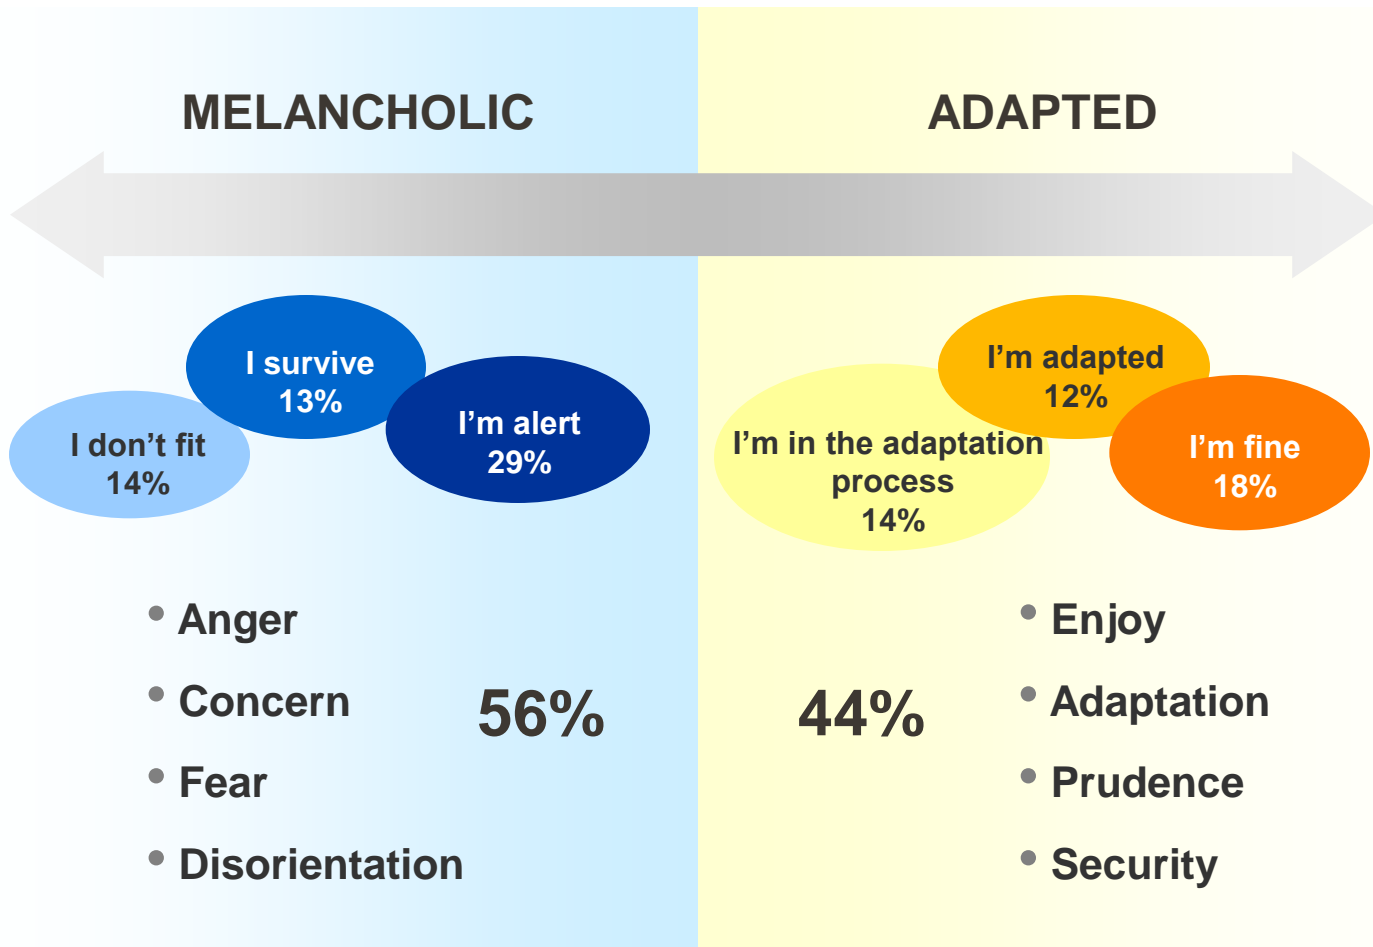 MELANCHOLIC
ADAPTED
I survive
13%
I don’t fit
14%
I’m alert
29%
I’m adapted
12%
I’m in the adaptation
process
14%
I’m fine
18%
• Anger
• Concern
• Fear
• Disorientation
56%
44%
• Enjoy
• Adaptation
• Prudence
• Security